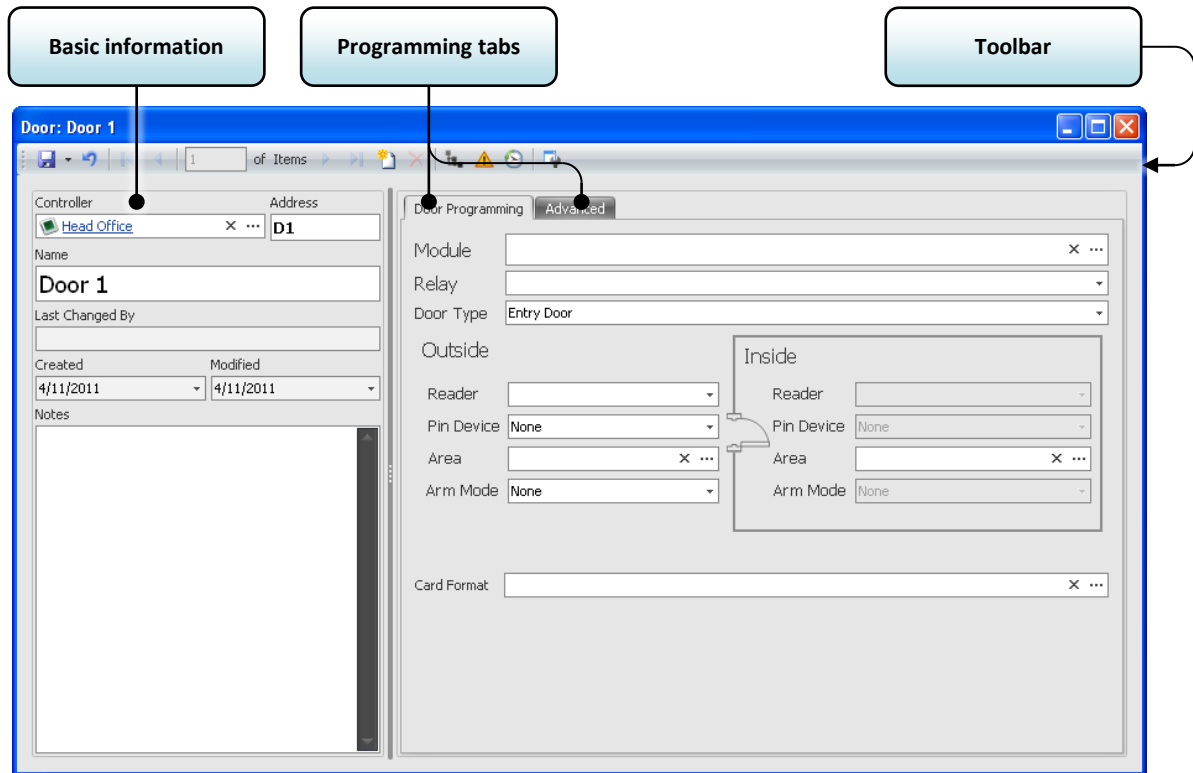 Basic information
Programming tabs
Toolbar
Door: Door 1
1 of Items
Controller Address
Head Office D1
Name
Door 1
Last Changed By
Created Modified
4/11/2011 4/11/2011
Notes
Door Programming Advanced
Module
Relay
Door Type Entry Door
Outside
Reader
Pin Device None
Area
Arm Mode None
Inside
Reader
Pin Device None
Area
Arm Mode None
Card Format